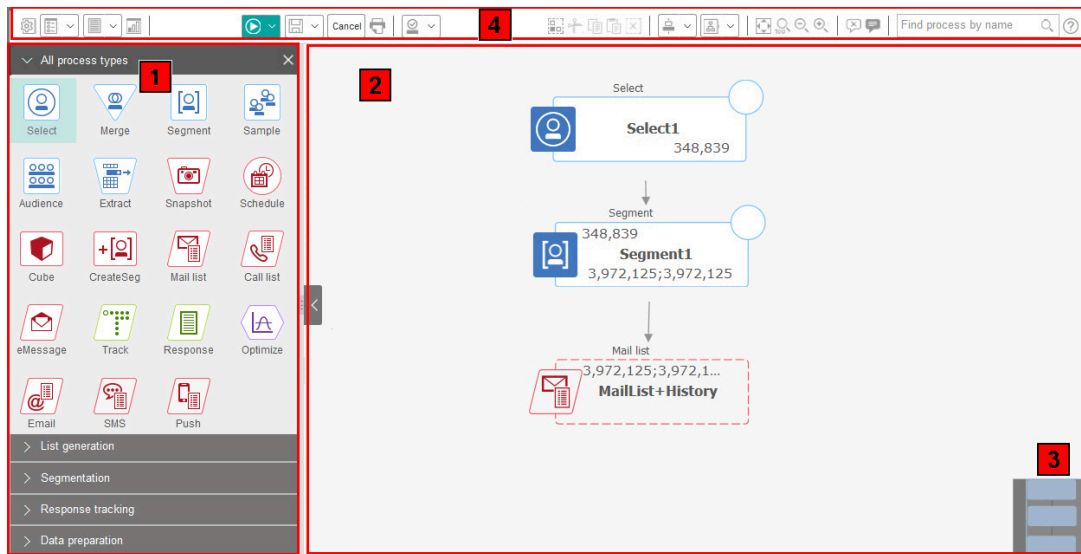 Cancel
4
Find process by name
100%
All process types
1
Select
Merge
Segment
Sample
Audience
Extract
Snapshot
Schedule
Cube
CreateSeg
Mail list
Call list
eMessage
Track
Response
Optimize
Email
SMS
Push
List generation
Segmentation
Response tracking
Data preparation
2
Select
Select1
348,839
Segment
348,839
Segment1
3,972,125;3,972,125
Mail list
3,972,125;3,972,1...
MailList+History
3